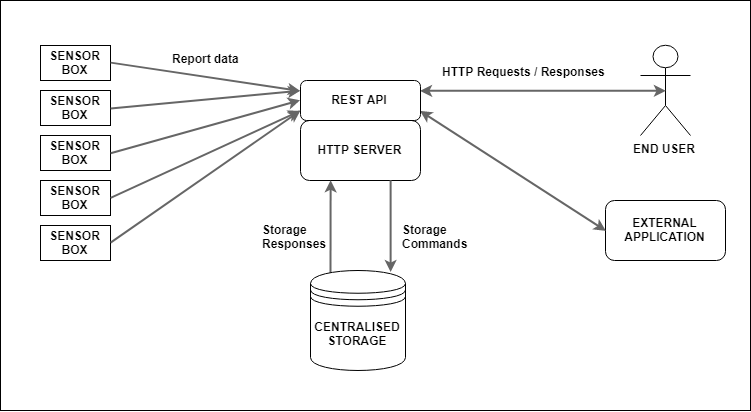 SENSOR
BOX
SENSOR
BOX
SENSOR
BOX
SENSOR
BOX
SENSOR
BOX
Report data
REST API
HTTP SERVER
HTTP Requests / Responses
END USER
EXTERNAL
APPLICATION
Storage
Responses
Storage
Commands
CENTRALISED
STORAGE